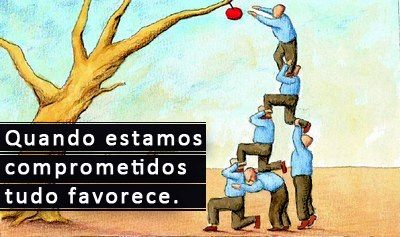 Quando estamos
comprometidos
tudo favorece.